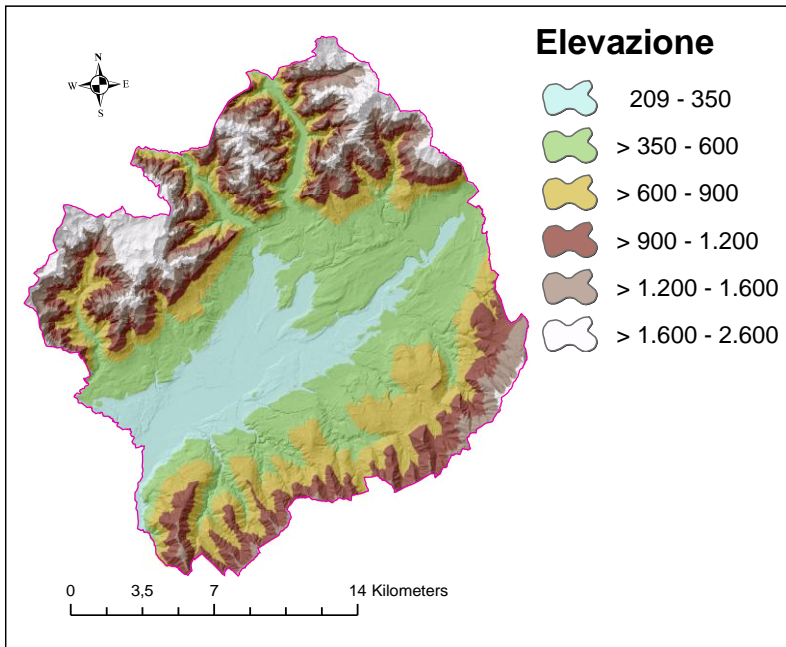 Elevazione
N
W E
S
209 - 350
> 350 - 600
> 600 - 900
> 900 - 1.200
> 1.200 - 1.600
> 1.600 - 2.600
0 3,5 7 14 Kilometers